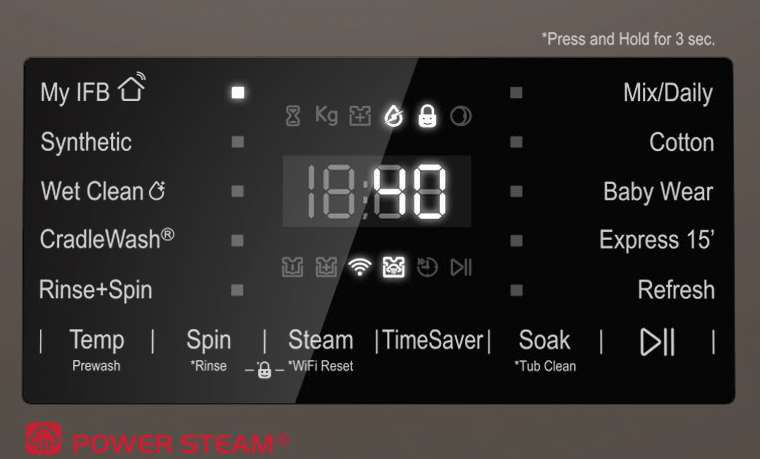 *Press and Hold for 3 sec.
My IFB
Mix/Daily
Kg
Synthetic
Cotton
Wet Clean
40
Baby Wear
CradleWash®
Express 15’
Rinse+Spin
Refresh
Temp | Spin | Steam | TimeSaver | Soak
Prewash *Rinse *WiFi Reset *Tub Clean
POWER STEAM®